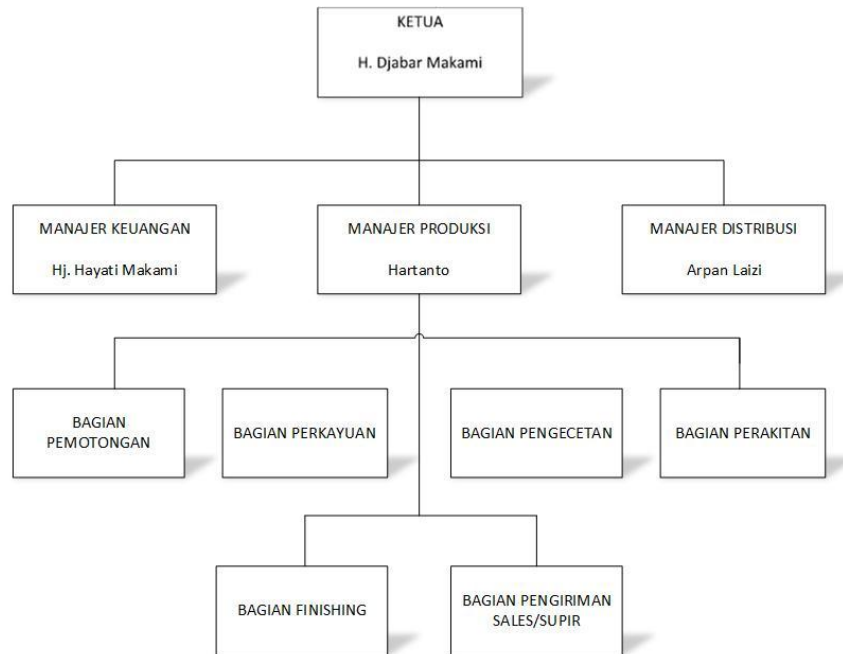 KETUA
H. Djabar Makami
MANAJER KEUANGAN
Hj. Hayati Makami
MANAJER PRODUKSI
Hartanto
MANAJER DISTRIBUSI
Arpan Laizi
BAGIAN
PEMOTONGAN
BAGIAN PERKAYUAN
BAGIAN PENGECETAN
BAGIAN PERAKITAN
BAGIAN FINISHING
BAGIAN PENGIRIMAN
SALES/SUPIR